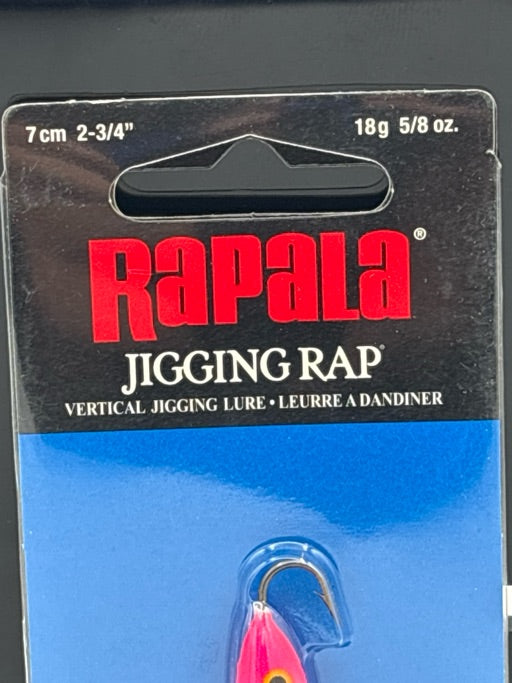 7cm 2-3/4" 18g 5/8 oz.
RAPALA®
JIGGING RAP®
VERTICAL JIGGING LURE • LEURRE A DANDINER